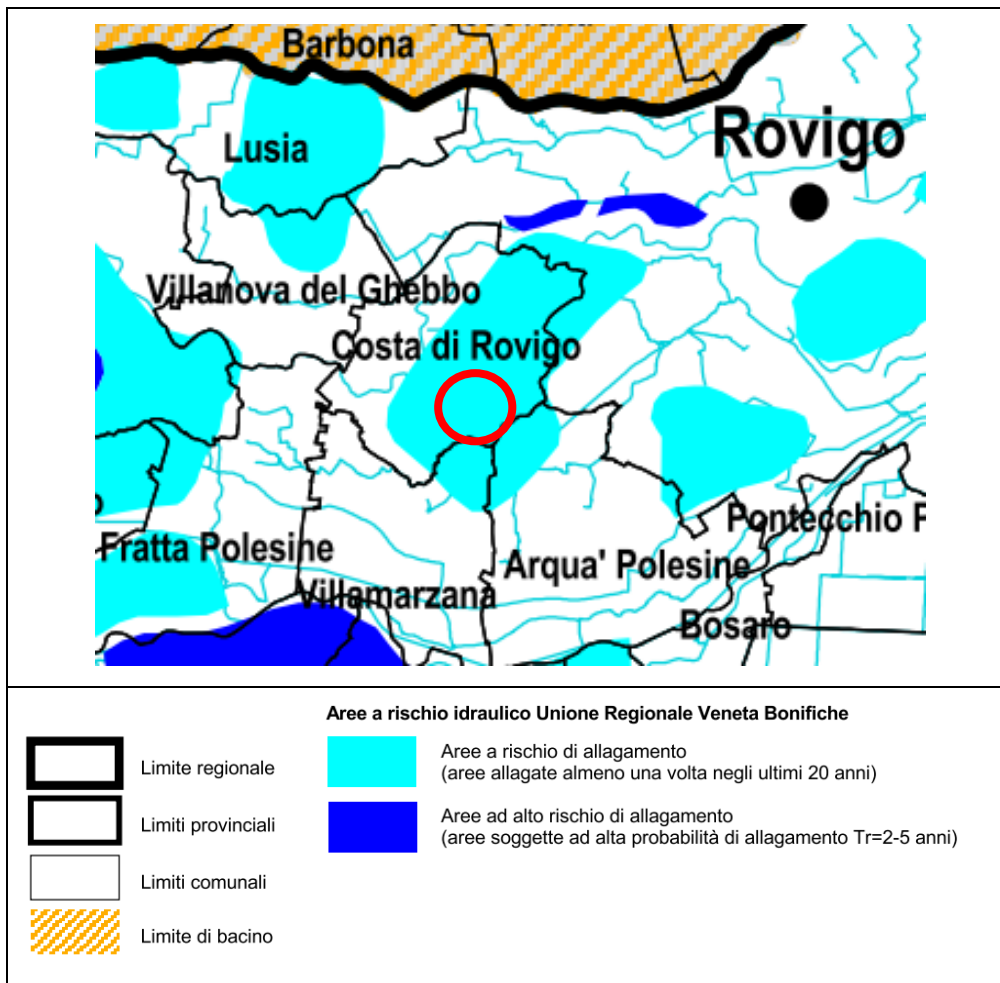 Barbona
Rovigo
Lusia
Villanova del Ghebbo
Costa di Rovigo
Pontecchio P
Fratta Polesine
Arqua' Polesine
Villamarzana
Bosaro
Aree a rischio idraulico Unione Regionale Veneta Bonifiche
Limite regionale
Aree a rischio di allagamento
(aree allagate almeno una volta negli ultimi 20 anni)
Limiti provinciali
Aree ad alto rischio di allagamento
(aree soggette ad alta probabilità di allagamento Tr=2-5 anni)
Limiti comunali
Limite di bacino